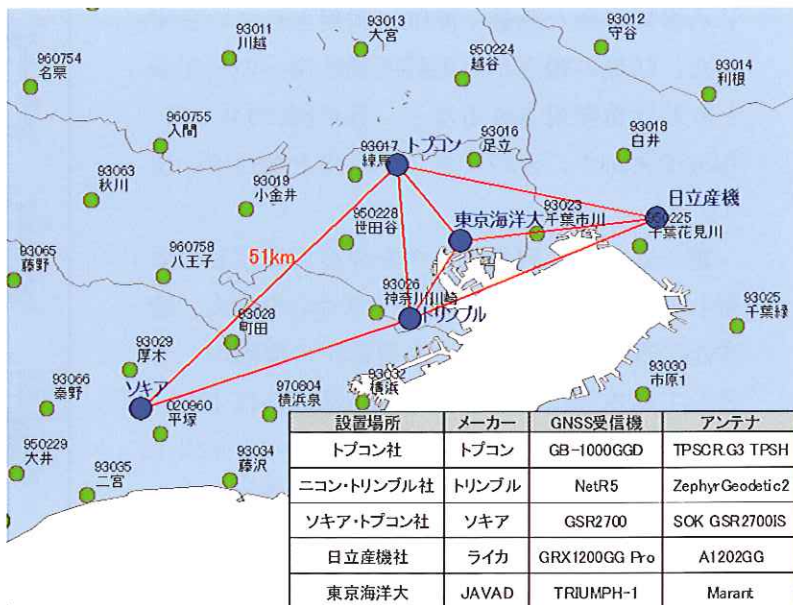 93011
川越
93013
大宮
93012
守谷
960754
名栗
950224
越谷
93014
利根
960755
入間
93017
練馬
トプコン
93016
足立
93018
白井
93063
秋川
93019
小金井
950228
世田谷
東京海洋大
93023
千葉市川
日立産機
950225
千葉花見川
93065
藤野
960758
八王子
51km
93026
神奈川川崎
トリンブル
93028
町田
93025
千葉緑
93029
厚木
ソキア
93032
横浜
93030
市原1
93066
秦野
020960
平塚
970804
横浜泉
950229
大井
93035
二宮
93034
藤沢
設置場所 メーカー GNSS受信機 アンテナ
トプコン社 トプコン GB-1000GGD TPSCR.G3 TPSH
ニコン・トリンブル社 トリンブル NetR5 ZephyrGeodetic2
ソキア・トプコン社 ソキア GSR2700 SOK GSR2700IS
日立産機社 ライカ GRX1200GG Pro A1202GG
東京海洋大 JAVAD TRIUMPH-1 Marant